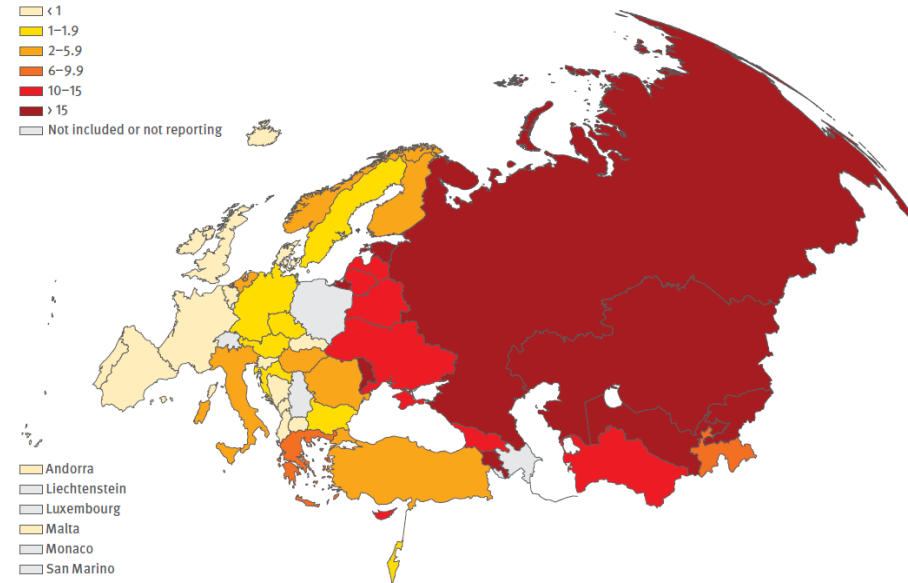 ‹ 1
1–1.9
2–5.9
6–9.9
10–15
› 15
Not included or not reporting
Andorra
Liechtenstein
Luxembourg
Malta
Monaco
San Marino